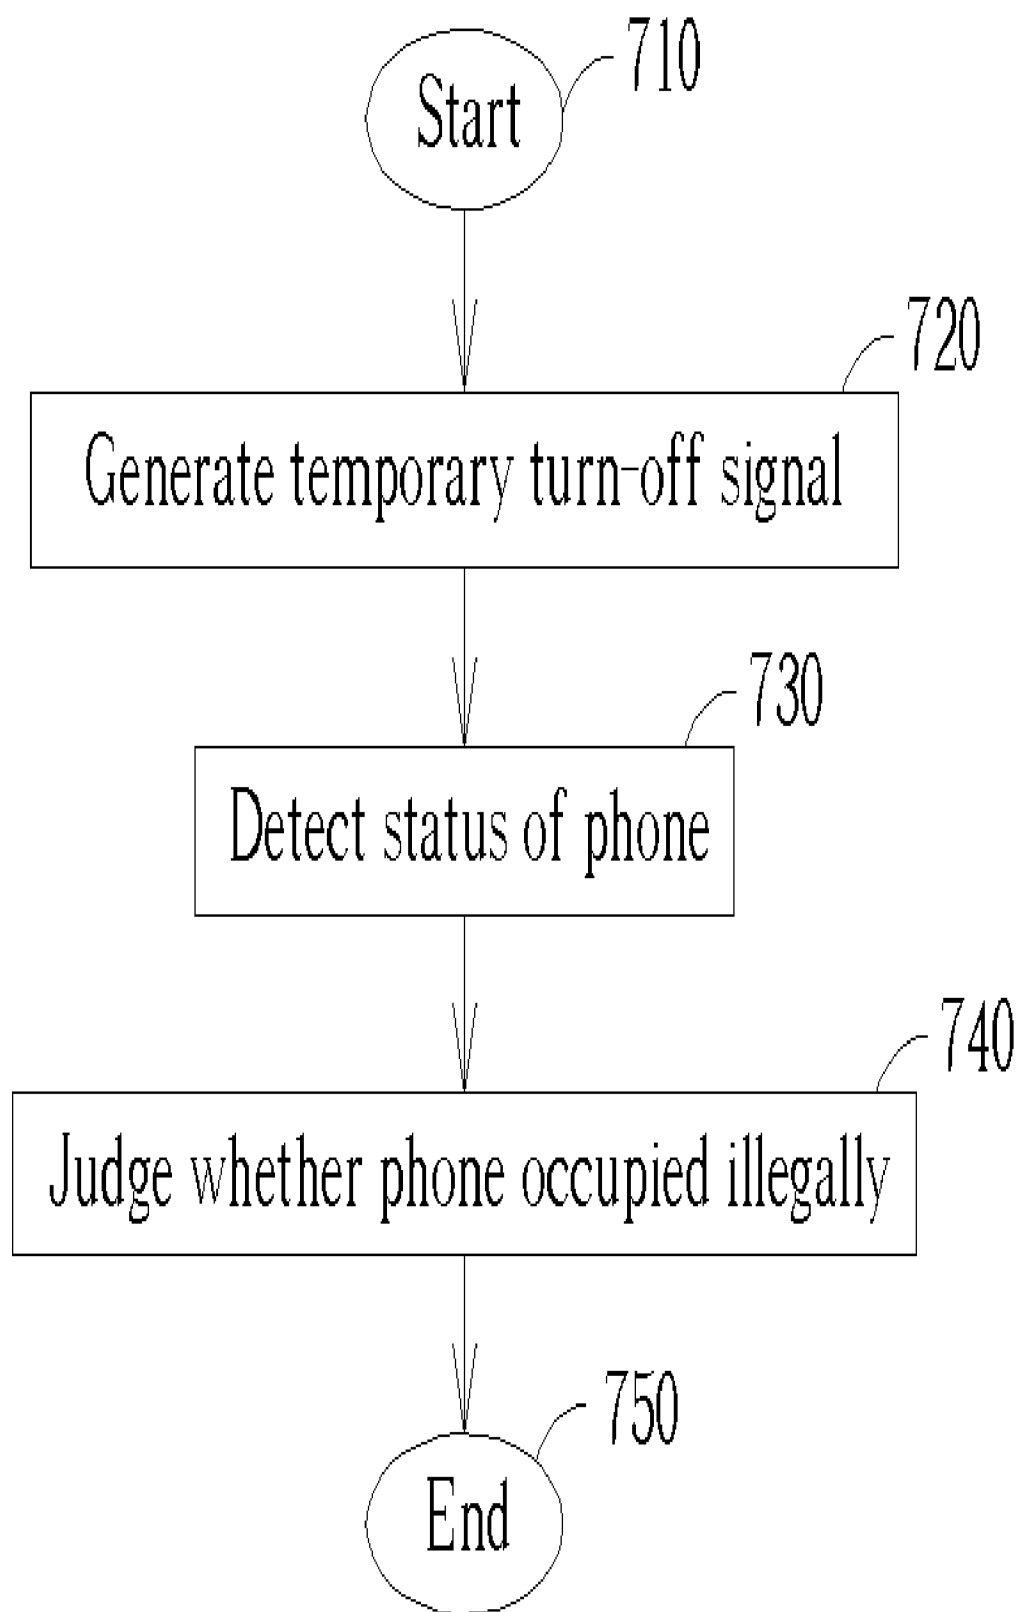 710
Start
720
Generate temporary turn-off signal
730
Detect status of phone
740
Judge whether phone occupied illegally
750
End